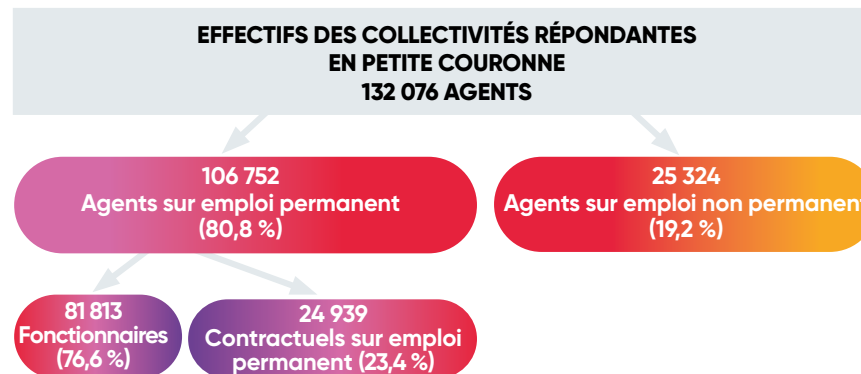 EFFECTIFS DES COLLECTIVITÉS RÉPONDANTES
EN PETITE COURONNE
132 076 AGENTS
106 752
Agents sur emploi permanent
(80,8 %)
25 324
Agents sur emploi non permanent
(19,2 %)
81 813
Fonctionnaires
(76,6 %)
24 939
Contractuels sur emploi
permanent (23,4 %)